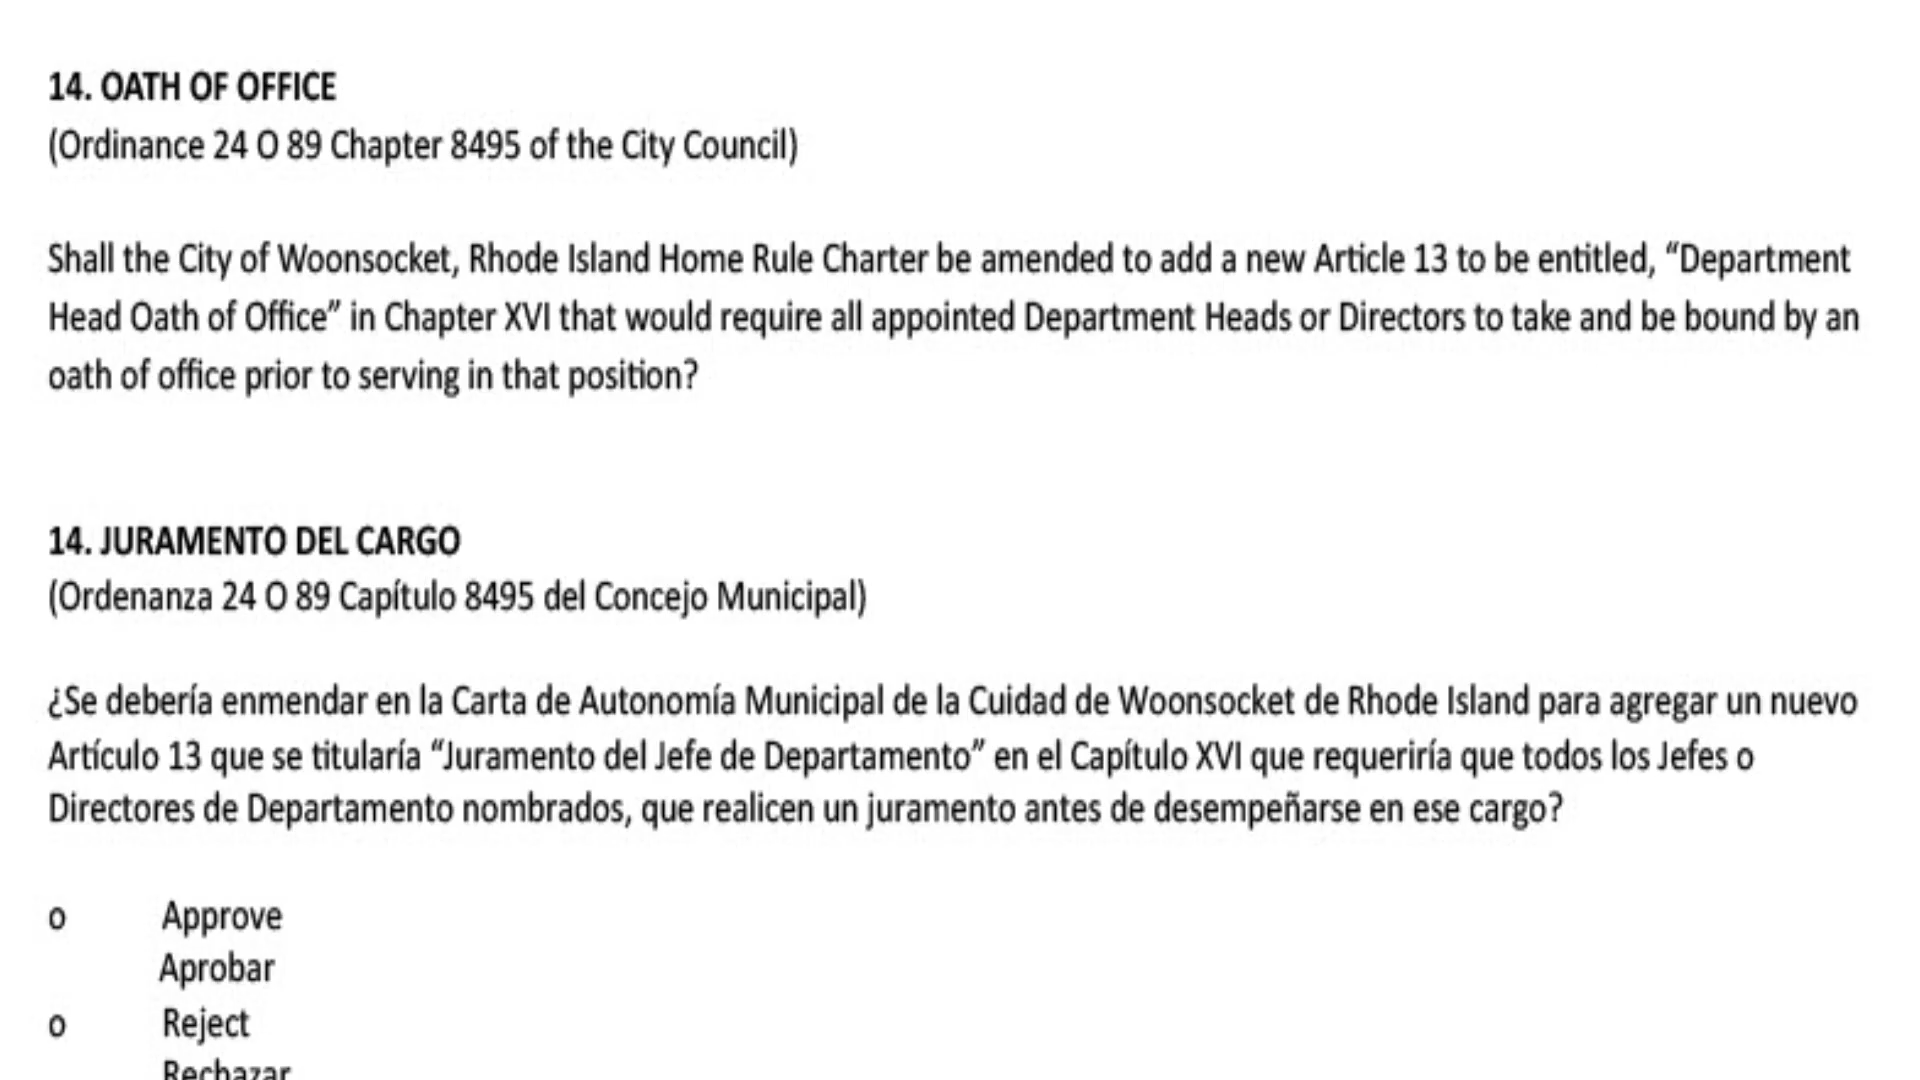 14. OATH OF OFFICE
(Ordinance 24 O 89 Chapter 8495 of the City Council)
Shall the City of Woonsocket, Rhode Island Home Rule Charter be amended to add a new Article 13 to be entitled, “Department
Head Oath of Office” in Chapter XVI that would require all appointed Department Heads or Directors to take and be bound by an
oath of office prior to serving in that position?
14. JURAMENTO DEL CARGO
(Ordenanza 24 O 89 Capítulo 8495 del Concejo Municipal)
¿Se debería enmendar en la Carta de Autonomía Municipal de la Cuidad de Woonsocket de Rhode Island para agregar un nuevo
Artículo 13 que se titularía “Juramento del Jefe de Departamento” en el Capítulo XVI que requeriría que todos los Jefes o
Directores de Departamento nombrados, que realicen un juramento antes de desempeñarse en ese cargo?
o Approve
Aprobar
o Reject
Rechazar